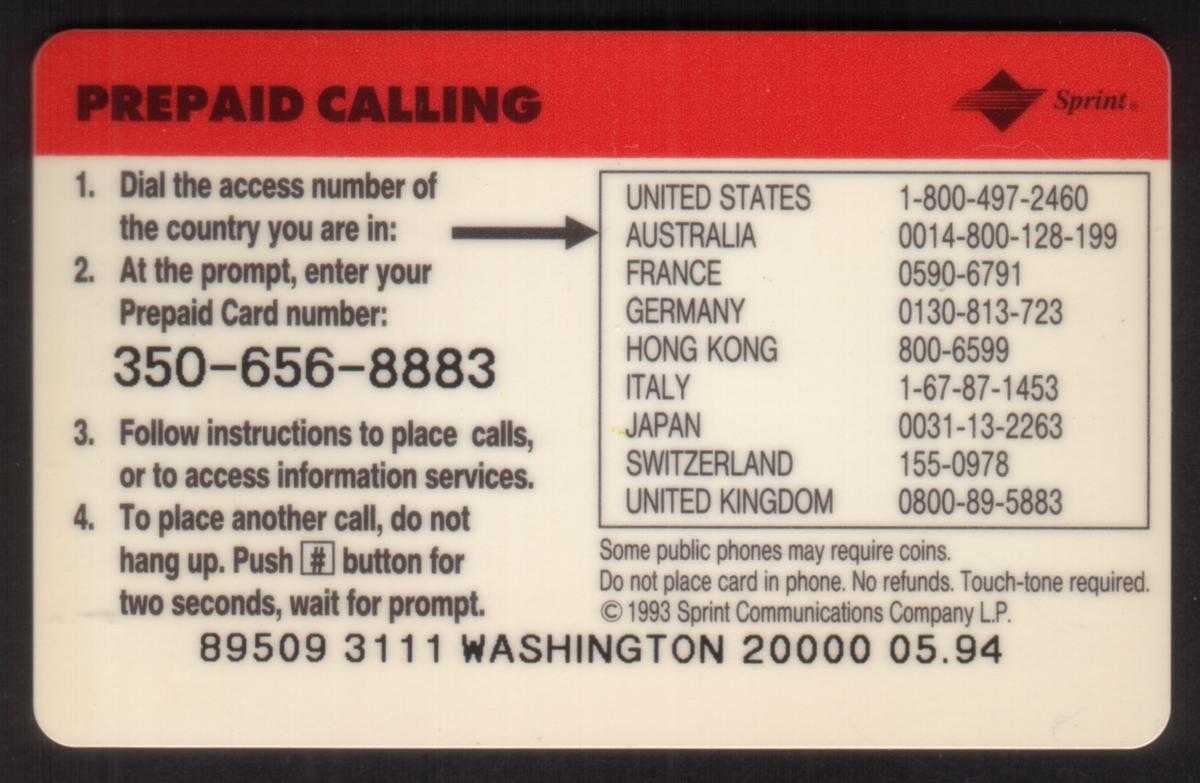 PREPAID CALLING
Sprint®
1. Dial the access number of
the country you are in:
2. At the prompt, enter your
Prepaid Card number:
350-656-8883
3. Follow instructions to place calls,
or to access information services.
4. To place another call, do not
hang up. Push # button for
two seconds, wait for prompt.
UNITED STATES 1-800-497-2460
AUSTRALIA 0014-800-128-199
FRANCE 0590-6791
GERMANY 0130-813-723
HONG KONG 800-6599
ITALY 1-67-87-1453
JAPAN 0031-13-2263
SWITZERLAND 155-0978
UNITED KINGDOM 0800-89-5883
Some public phones may require coins.
Do not place card in phone. No refunds. Touch-tone required.
© 1993 Sprint Communications Company L.P.
89509 3111 WASHINGTON 20000 05.94